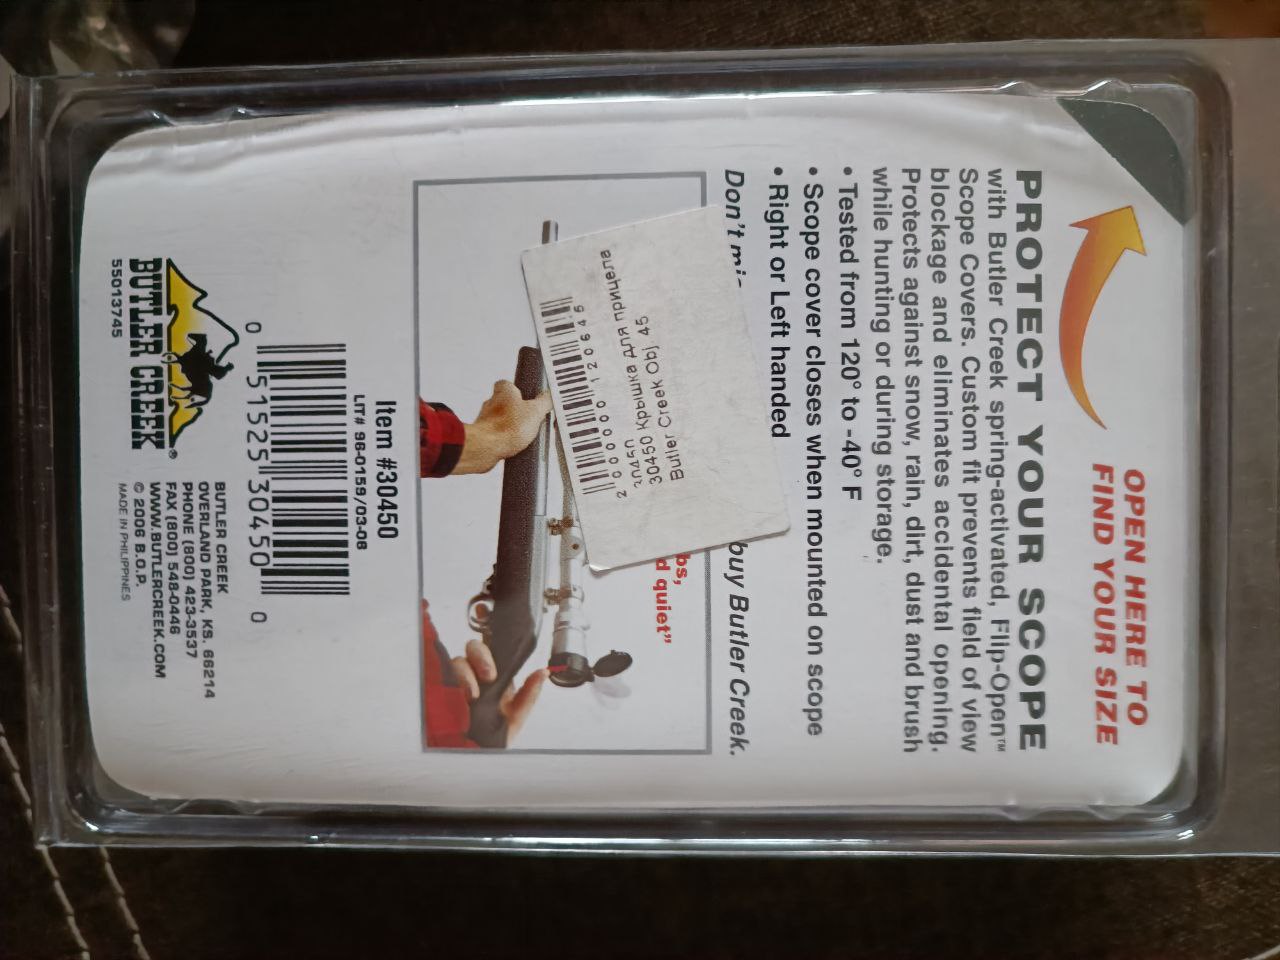 OPEN HERE TO
FIND YOUR SIZE
PROTECT YOUR SCOPE
with Butler Creek spring-activated, Flip-Open™
Scope Covers. Custom fit prevents field of view
blockage and eliminates accidental opening.
Protects against snow, rain, dirt, dust and brush
while hunting or during storage.
• Tested from 120° to -40° F
• Scope cover closes when mounted on scope
• Right or Left handed
Don't buy Butler Creek.
quiet"
30450 Крышка для прицела
Butler Creek Obj 45
2 000000 120645
Item #30450
LIT# 96-0159/03-08
0 51525 30450 0
BUTLER CREEK®
55013745
BUTLER CREEK
OVERLAND PARK, KS. 66214
PHONE (800) 423-3537
FAX (800) 548-0446
WWW.BUTLERCREEK.COM
© 2006 B.O.P.
MADE IN PHILIPPINES